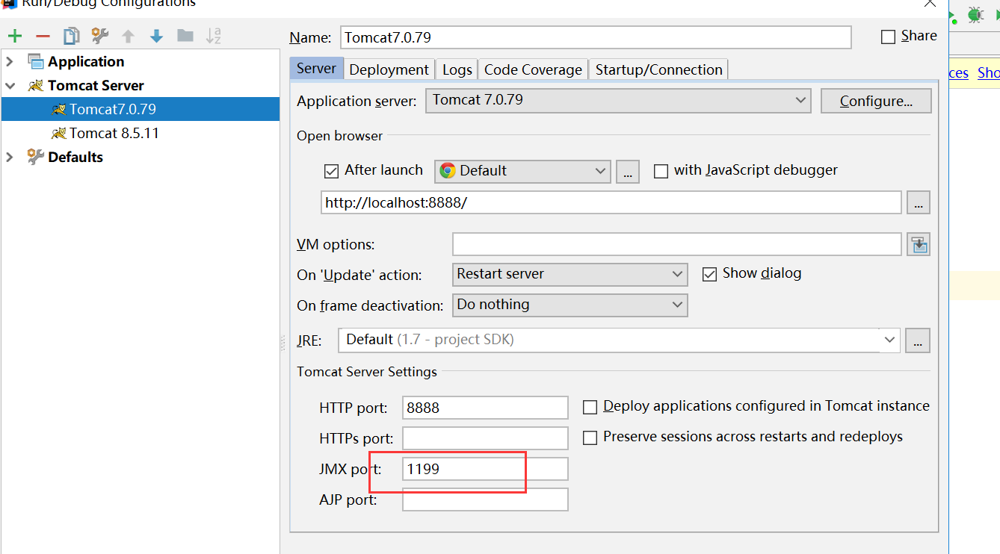 Run/Debug Configurations
Application
Tomcat Server
Tomcat7.0.79
Tomcat 8.5.11
Defaults
Name: Tomcat7.0.79 Share
Server Deployment Logs Code Coverage Startup/Connection
Application server: Tomcat 7.0.79 Configure...
Open browser
After launch Default ... with JavaScript debugger
http://localhost:8888/ ...
VM options:
On 'Update' action: Restart server Show dialog
On frame deactivation: Do nothing
JRE: Default (1.7 - project SDK) ...
Tomcat Server Settings
HTTP port: 8888 Deploy applications configured in Tomcat instance
HTTPs port: Preserve sessions across restarts and redeploys
JMX port: 1199
AJP port: